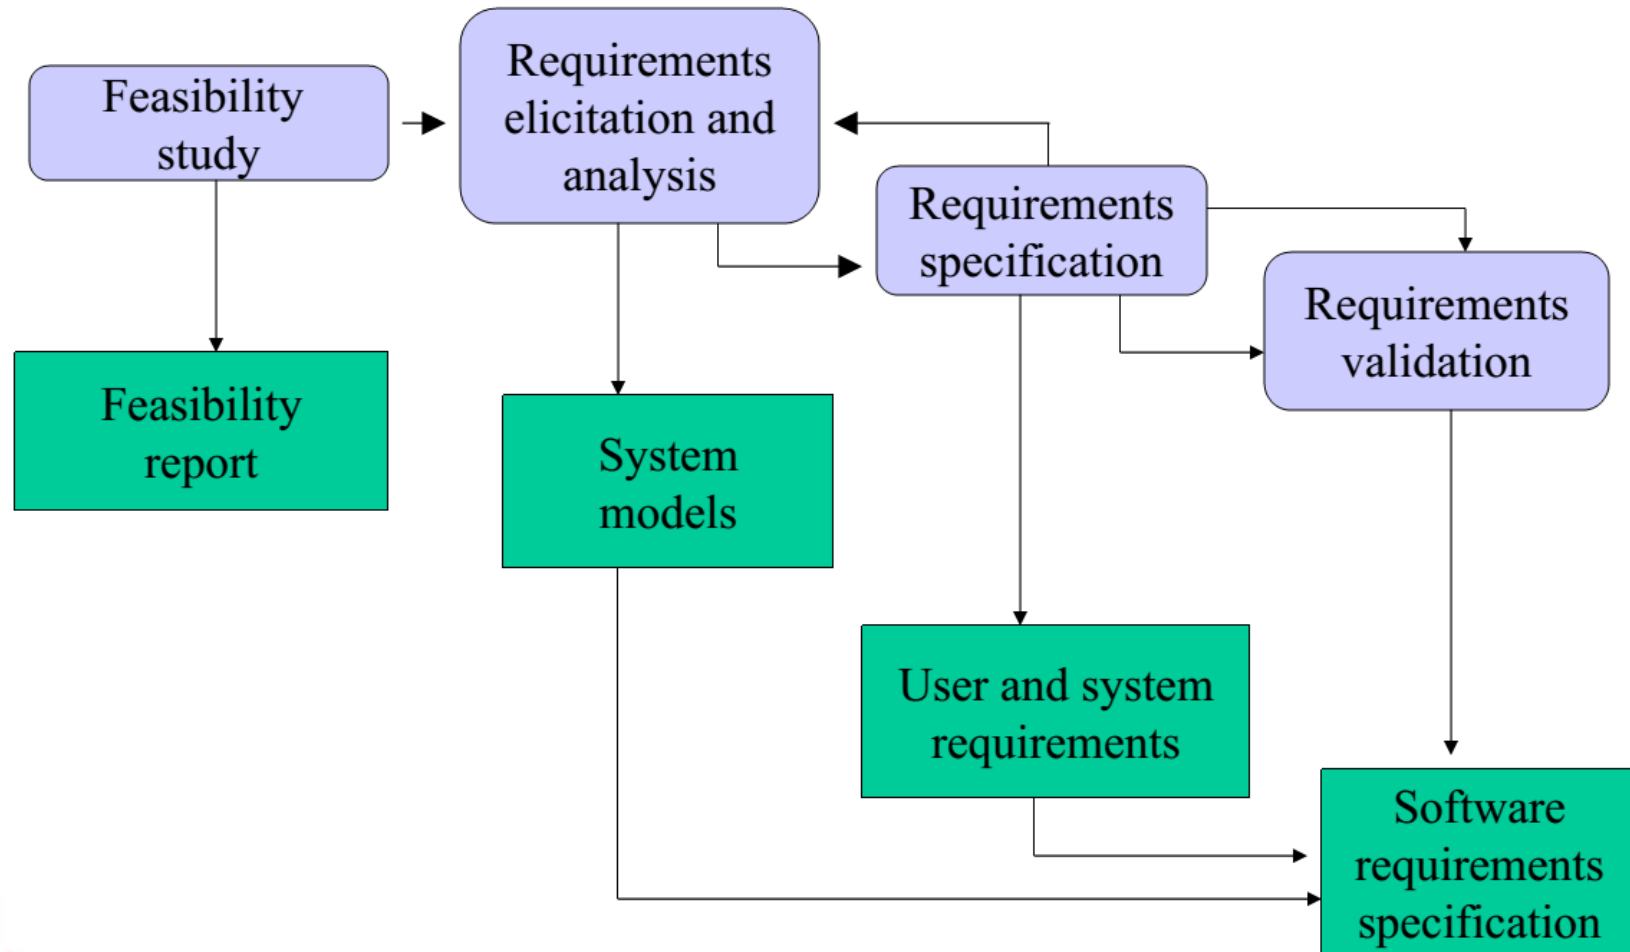 Feasibility
study
Requirements
elicitation and
analysis
Requirements
specification
Requirements
validation
Feasibility
report
System
models
User and system
requirements
Software
requirements
specification